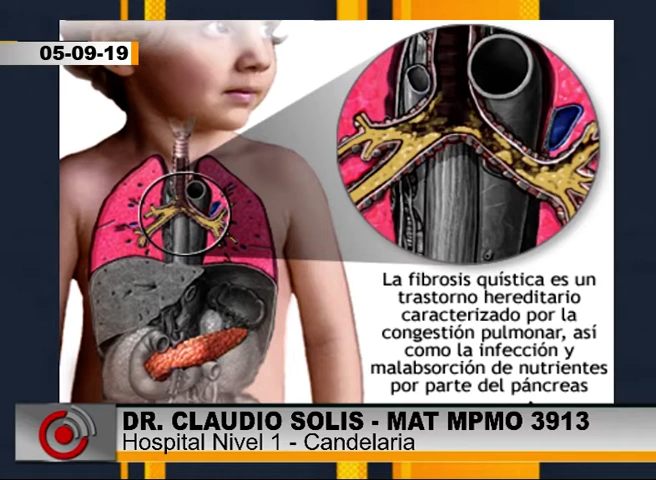 05-09-19
La fibrosis quística es un
trastorno hereditario
caracterizado por la
congestión pulmonar, así
como la infección y
malabsorción de nutrientes
por parte del páncreas
DR. CLAUDIO SOLIS - MAT MPMO 3913
Hospital Nivel 1 - Candelaria